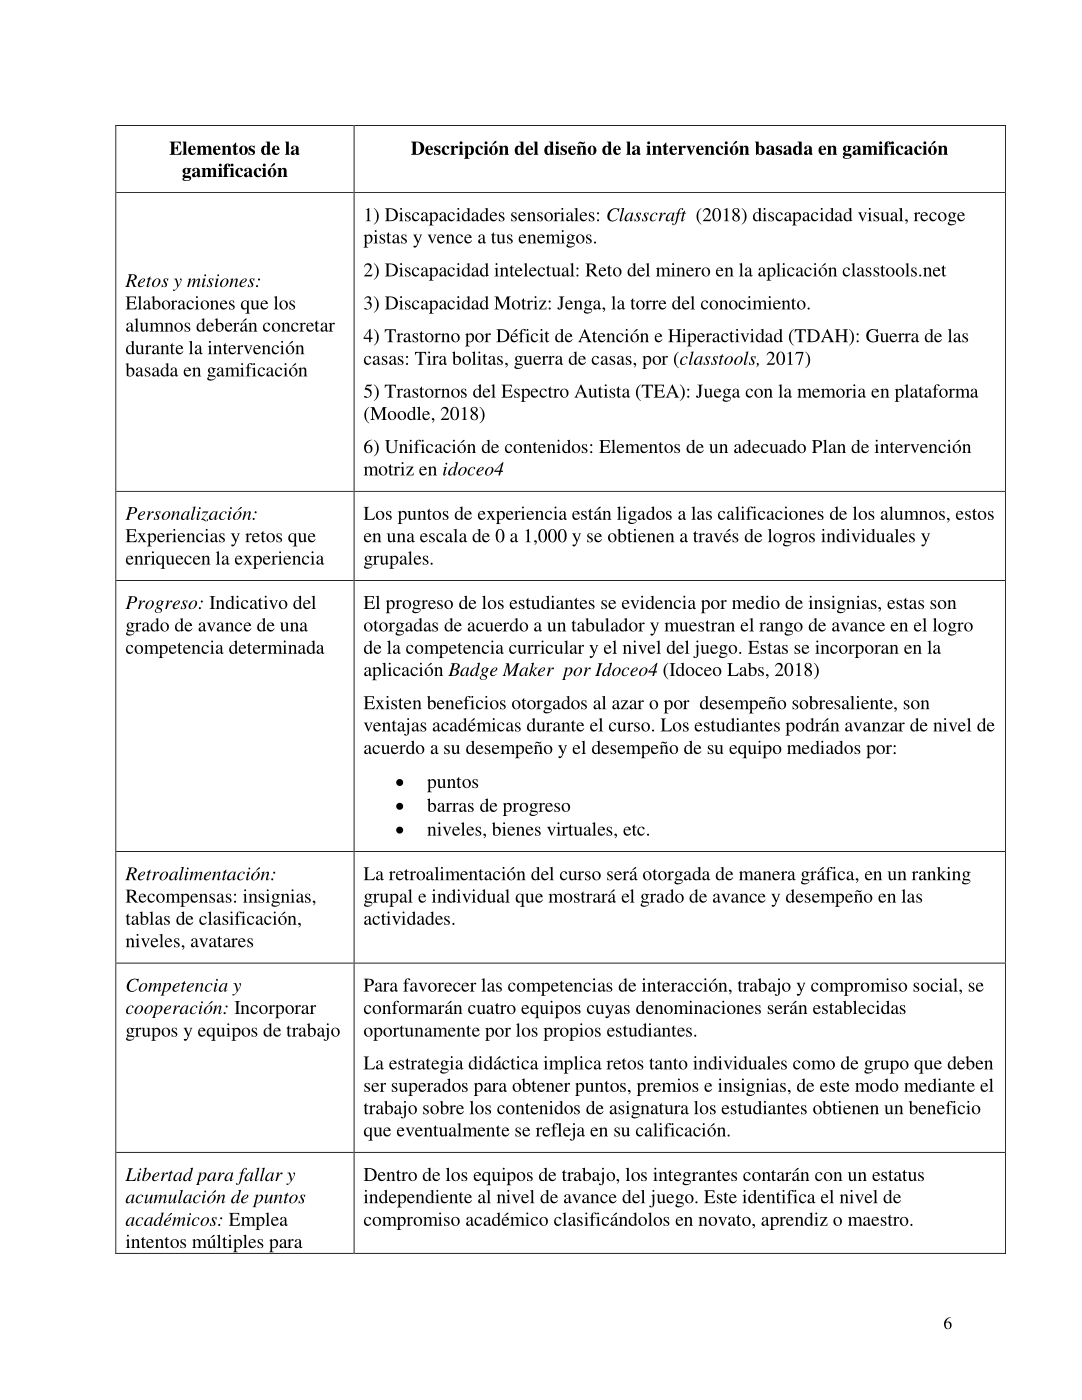 Elementos de la
gamificación
Descripción del diseño de la intervención basada en gamificación
Retos y misiones:
Elaboraciones que los
alumnos deberán concretar
durante la intervención
basada en gamificación
1) Discapacidades sensoriales: Classcraft (2018) discapacidad visual, recoge
pistas y vence a tus enemigos.
2) Discapacidad intelectual: Reto del minero en la aplicación classtools.net
3) Discapacidad Motriz: Jenga, la torre del conocimiento.
4) Trastorno por Déficit de Atención e Hiperactividad (TDAH): Guerra de las
casas: Tira bolitas, guerra de casas, por (classtools, 2017)
5) Trastornos del Espectro Autista (TEA): Juega con la memoria en plataforma
(Moodle, 2018)
6) Unificación de contenidos: Elementos de un adecuado Plan de intervención
motriz en idoceo4
Personalización:
Experiencias y retos que
enriquecen la experiencia
Los puntos de experiencia están ligados a las calificaciones de los alumnos, estos
en una escala de 0 a 1,000 y se obtienen a través de logros individuales y
grupales.
Progreso: Indicativo del
grado de avance de una
competencia determinada
El progreso de los estudiantes se evidencia por medio de insignias, estas son
otorgadas de acuerdo a un tabulador y muestran el rango de avance en el logro
de la competencia curricular y el nivel del juego. Estas se incorporan en la
aplicación Badge Maker por Idoceo4 (Idoceo Labs, 2018)
Existen beneficios otorgados al azar o por desempeño sobresaliente, son
ventajas académicas durante el curso. Los estudiantes podrán avanzar de nivel de
acuerdo a su desempeño y el desempeño de su equipo mediados por:
• puntos
• barras de progreso
• niveles, bienes virtuales, etc.
Retroalimentación:
Recompensas: insignias,
tablas de clasificación,
niveles, avatares
La retroalimentación del curso será otorgada de manera gráfica, en un ranking
grupal e individual que mostrará el grado de avance y desempeño en las
actividades.
Competencia y
cooperación: Incorporar
grupos y equipos de trabajo
Para favorecer las competencias de interacción, trabajo y compromiso social, se
conformarán cuatro equipos cuyas denominaciones serán establecidas
oportunamente por los propios estudiantes.
La estrategia didáctica implica retos tanto individuales como de grupo que deben
ser superados para obtener puntos, premios e insignias, de este modo mediante el
trabajo sobre los contenidos de asignatura los estudiantes obtienen un beneficio
que eventualmente se refleja en su calificación.
Libertad para fallar y
acumulación de puntos
académicos: Emplea
intentos múltiples para
Dentro de los equipos de trabajo, los integrantes contarán con un estatus
independiente al nivel de avance del juego. Este identifica el nivel de
compromiso académico clasificándolos en novato, aprendiz o maestro.
6